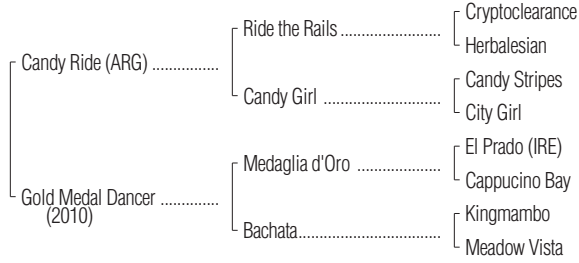 Cryptoclearance
Ride the Rails ........................
Herbalesian
Candy Ride (ARG) ................
Candy Stripes
Candy Girl ............................
City Girl
El Prado (IRE)
Medaglia d'Oro ....................
Cappucino Bay
Gold Medal Dancer ..............
(2010)
Kingmambo
Bachata..................................
Meadow Vista